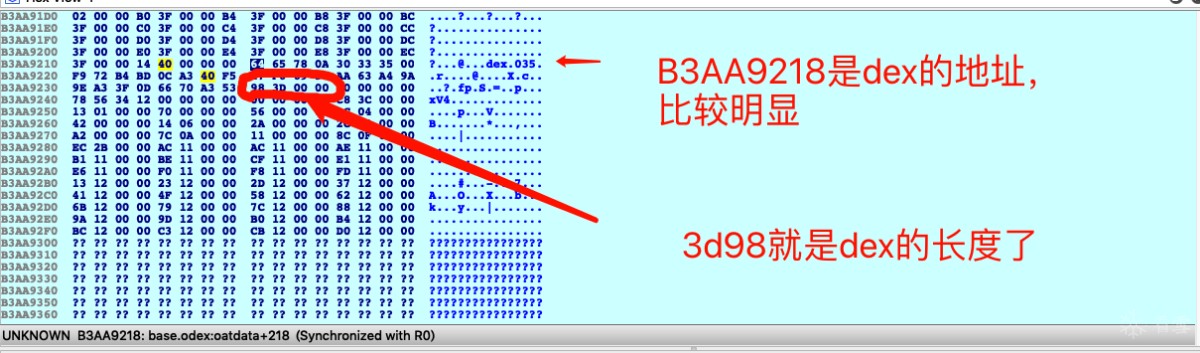 B3AA91D0 02 00 00 B0 3F 00 00 B4 3F 00 00 B8 3F 00 00 BC ....?...?...?...
B3AA91E0 3F 00 00 C0 3F 00 00 C4 3F 00 00 C8 3F 00 00 CC
B3AA91F0 3F 00 00 D0 3F 00 00 D4 3F 00 00 D8 3F 00 00 DC
B3AA9200 3F 00 00 E0 3F 00 00 E4 3F 00 00 E8 3F 00 00 EC
B3AA9210 3F 00 00 14 40 00 00 00 64 65 78 0A 30 33 35 00 ?...@...dex.035.
B3AA9220 F9 72 B4 BD 0C A3 40 F5 AA 63 A4 9A
B3AA9230 9E A3 3F 0D 66 70 A3 53 98 3D 00 00 00 00 00
B3AA9240 78 56 34 12 00 00 00 00 3C 00 00 xV4.
B3AA9250 13 01 00 00 70 00 00 00 56 00 00 04 00 00
B3AA9260 42 00 00 00 14 06 00 00 2A 00 00
B3AA9270 A2 00 00 00 7C 0A 00 00 11 00 00 00 8C 00 00
B3AA9280 EC 2B 00 00 AC 11 00 00 AC 11 00 00 AE 11 00 00
B3AA9290 B1 11 00 00 BE 11 00 00 CF 11 00 00 E1 11 00 00
B3AA92A0 E6 11 00 00 F0 11 00 00 F8 11 00 00 FD 11 00 00
B3AA92B0 13 12 00 00 23 12 00 00 2D 12 00 00 37 12 00 00
B3AA92C0 41 12 00 00 4F 12 00 00 58 12 00 00 62 12 00 00
B3AA92D0 6B 12 00 00 79 12 00 00 7C 12 00 00 88 12 00 00
B3AA92E0 9A 12 00 00 9D 12 00 00 B0 12 00 00 B4 12 00 00
B3AA92F0 BC 12 00 00 C3 12 00 00 CB 12 00 00 D0 12 00 00
B3AA9300 ?? ?? ?? ?? ?? ?? ?? ?? ?? ?? ?? ?? ?? ?? ?? ?? ????????????????
B3AA9310 ?? ?? ?? ?? ?? ?? ?? ?? ?? ?? ?? ?? ?? ?? ?? ?? ????????????????
B3AA9320 ?? ?? ?? ?? ?? ?? ?? ?? ?? ?? ?? ?? ?? ?? ?? ?? ????????????????
B3AA9330 ?? ?? ?? ?? ?? ?? ?? ?? ?? ?? ?? ?? ?? ?? ?? ?? ????????????????
B3AA9340 ?? ?? ?? ?? ?? ?? ?? ?? ?? ?? ?? ?? ?? ?? ?? ?? ????????????????
B3AA9350 ?? ?? ?? ?? ?? ?? ?? ?? ?? ?? ?? ?? ?? ?? ?? ?? ????????????????
B3AA9360 ?? ?? ?? ?? ?? ?? ?? ?? ?? ?? ?? ?? ?? ?? ?? ?? ????????????????
B3AA9218是dex的地址,
比较明显
3d98就是dex的长度了
UNKNOWN B3AA9218: base.odex:oatdata+218 (Synchronized with R0)